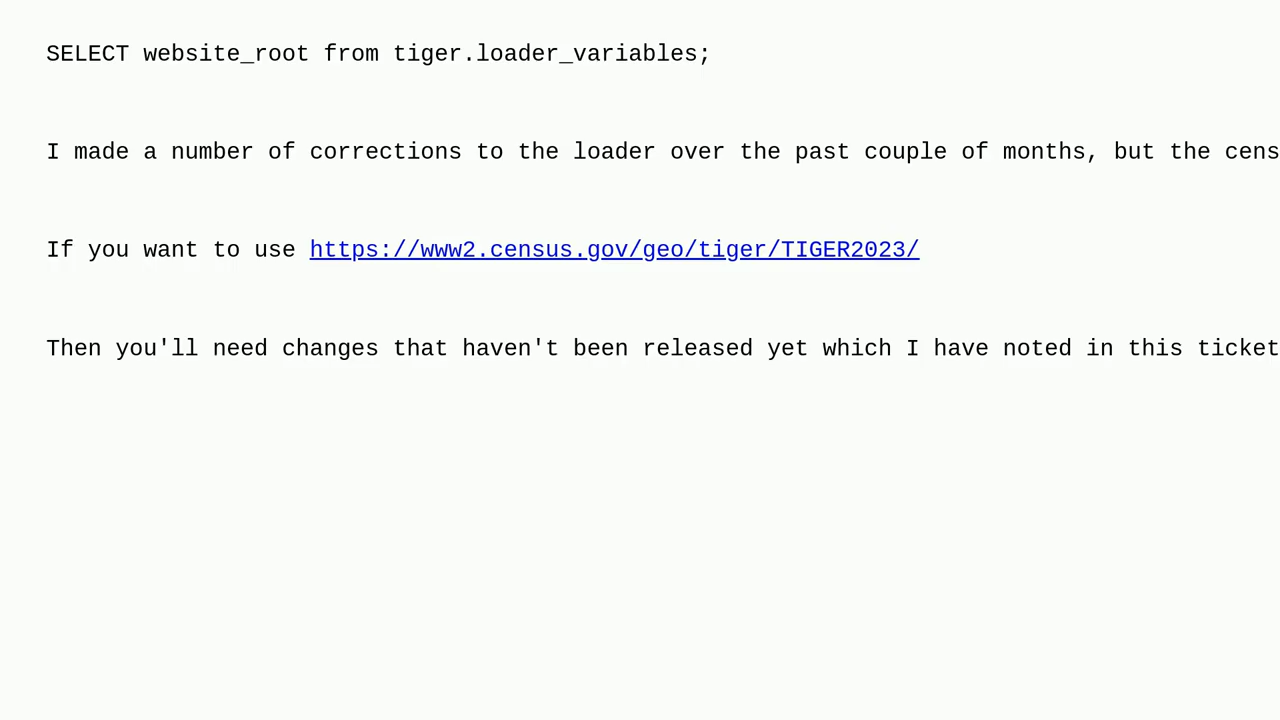 SELECT website_root from tiger.loader_variables;
I made a number of corrections to the loader over the past couple of months, but the
If you want to use https://www2.census.gov/geo/tiger/TIGER2023/
Then you'll need changes that haven't been released yet which I have noted in this ticket